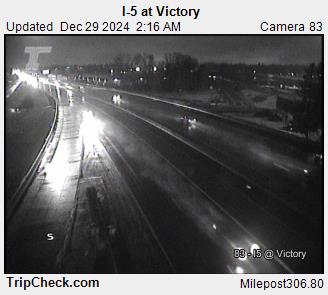 I-5 at Victory
Updated  Dec 29 2024  2:16 AM
Camera 83
S
83 - I5 @ Victory
TripCheck.com
Milepost306.80